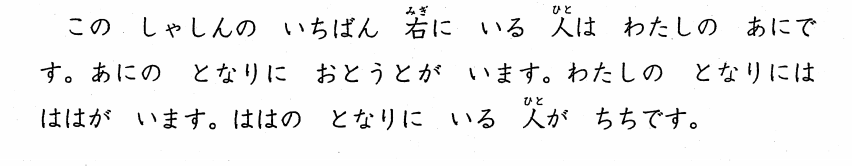 この しゃしんの いちばん 右に いる 人は わたしの あにで
す。あにの となりに おとうとが います。わたしの となりには
ははが います。ははの となりに いる 人が ちちです。